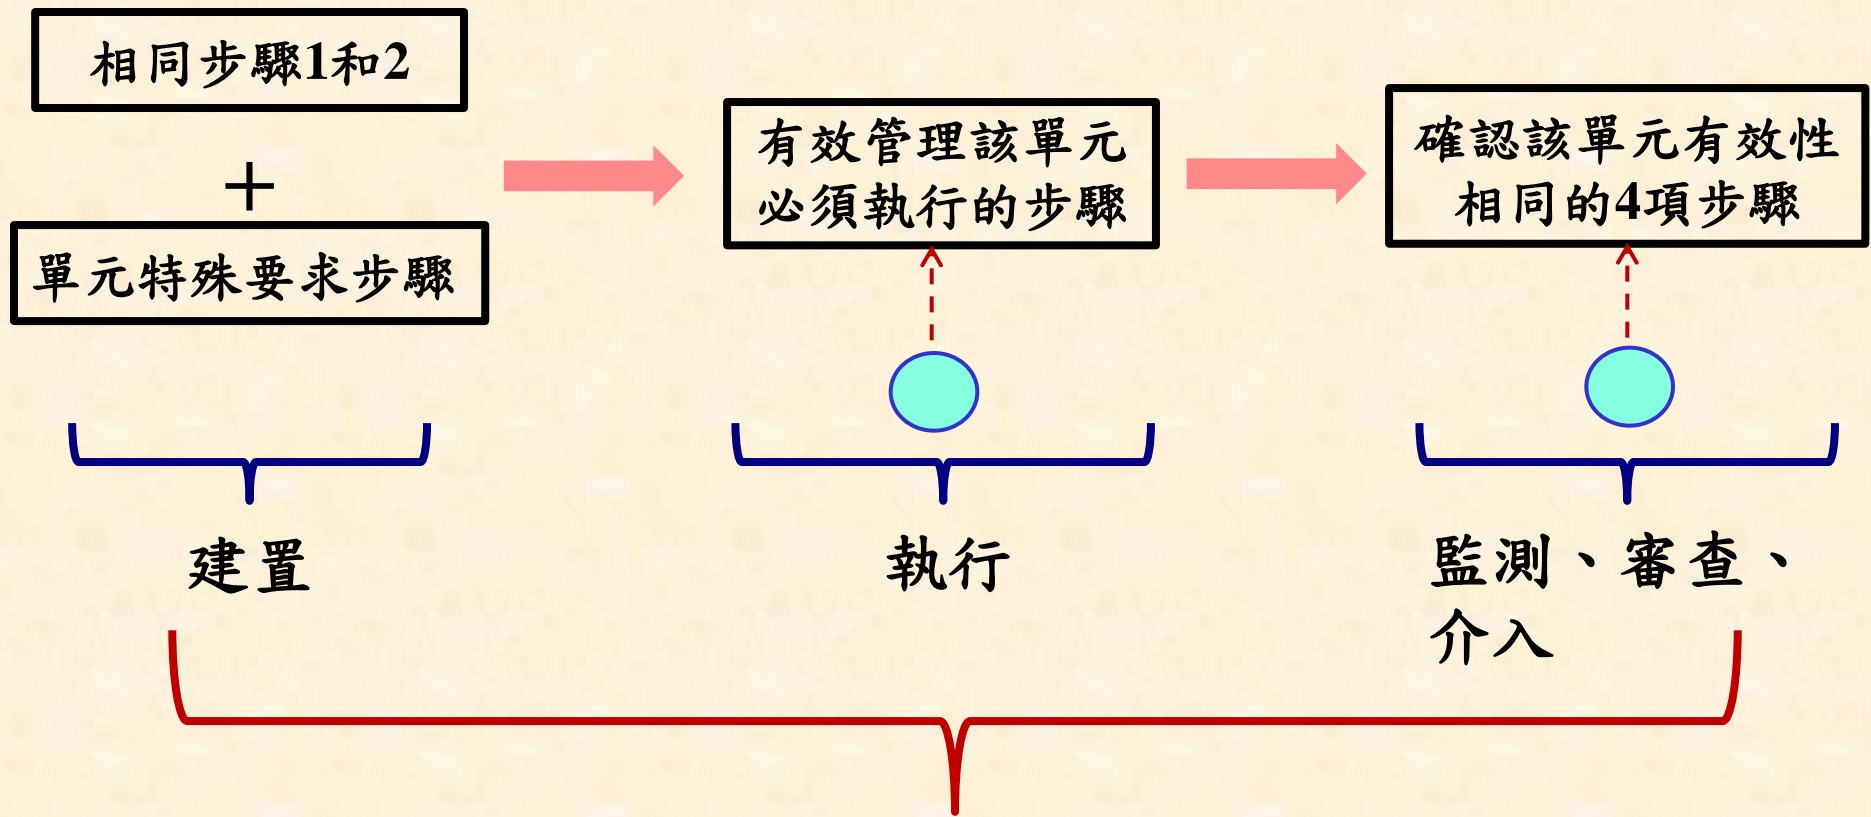 相同步驟1和2
+
單元特殊要求步驟
有效管理該單元
必須執行的步驟
確認該單元有效性
相同的4項步驟
建置
執行
監測、審查、
介入